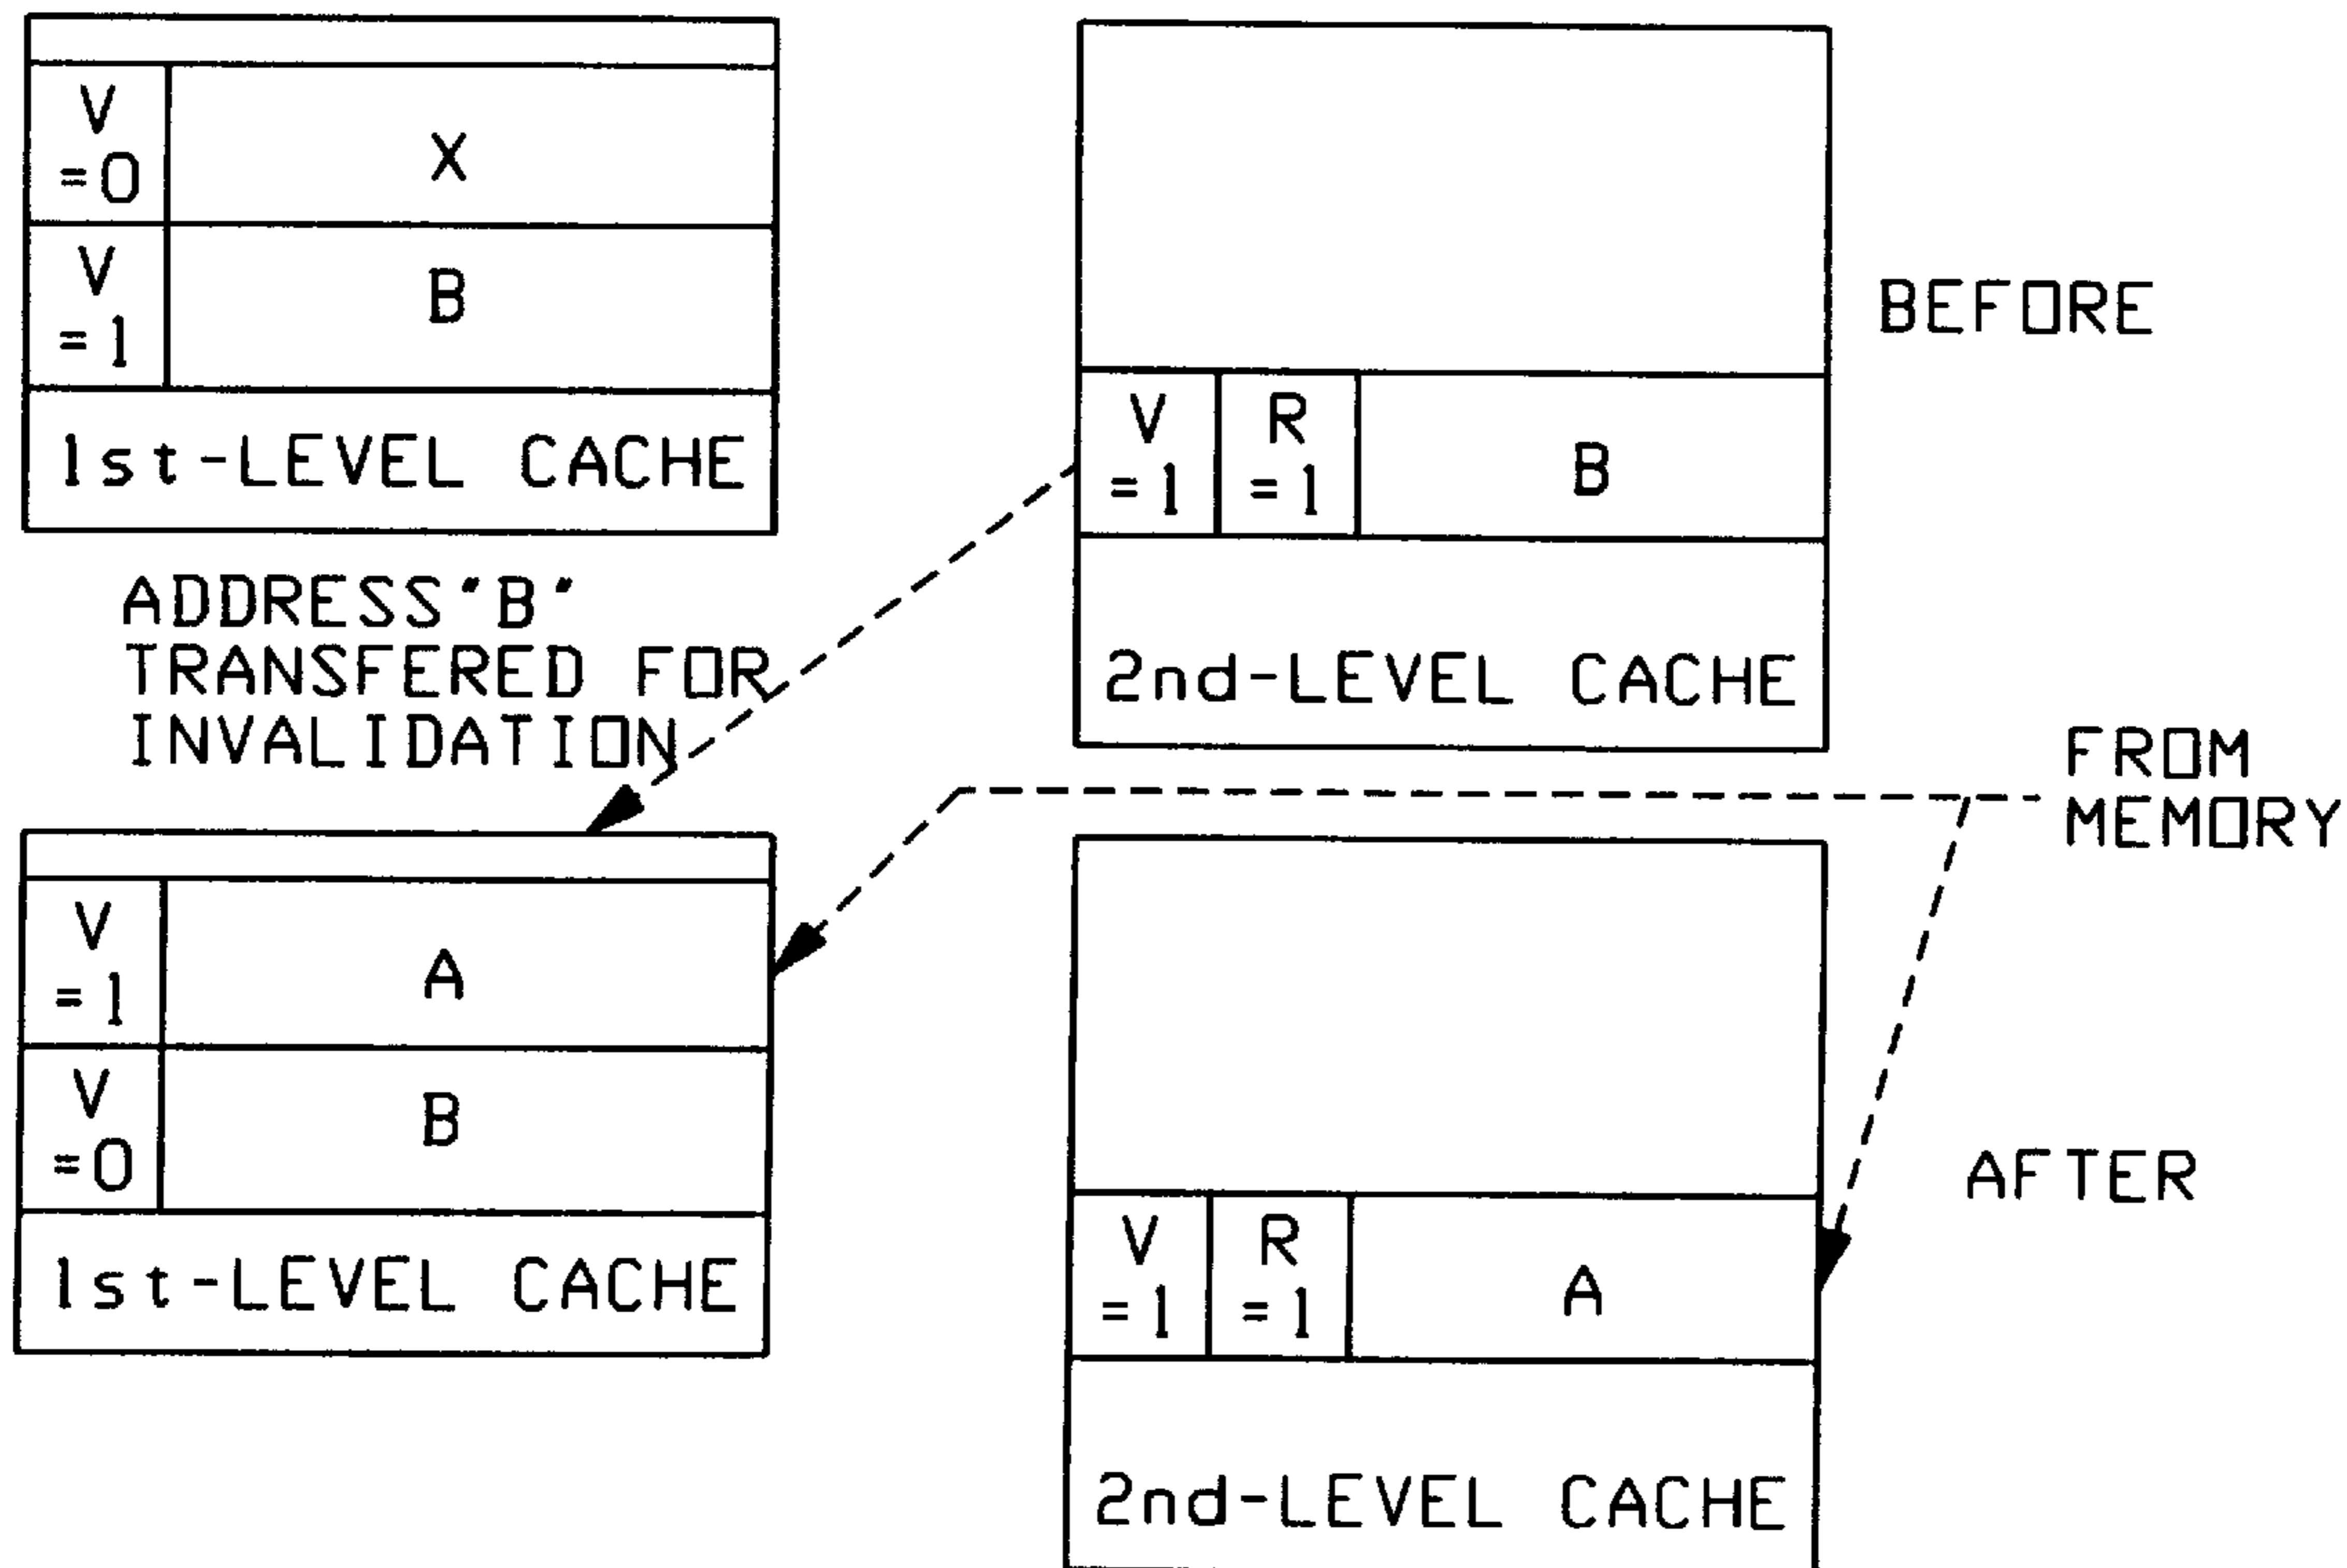 V
=0
X
V
=1
B
1st-LEVEL CACHE
V
=1
R
=1
B
2nd-LEVEL CACHE
BEFORE
ADDRESS"B"
TRANSFERED FOR
INVALIDATION
FROM
MEMORY
V
=1
A
V
=0
B
1st-LEVEL CACHE
V
=1
R
=1
A
2nd-LEVEL CACHE
AFTER